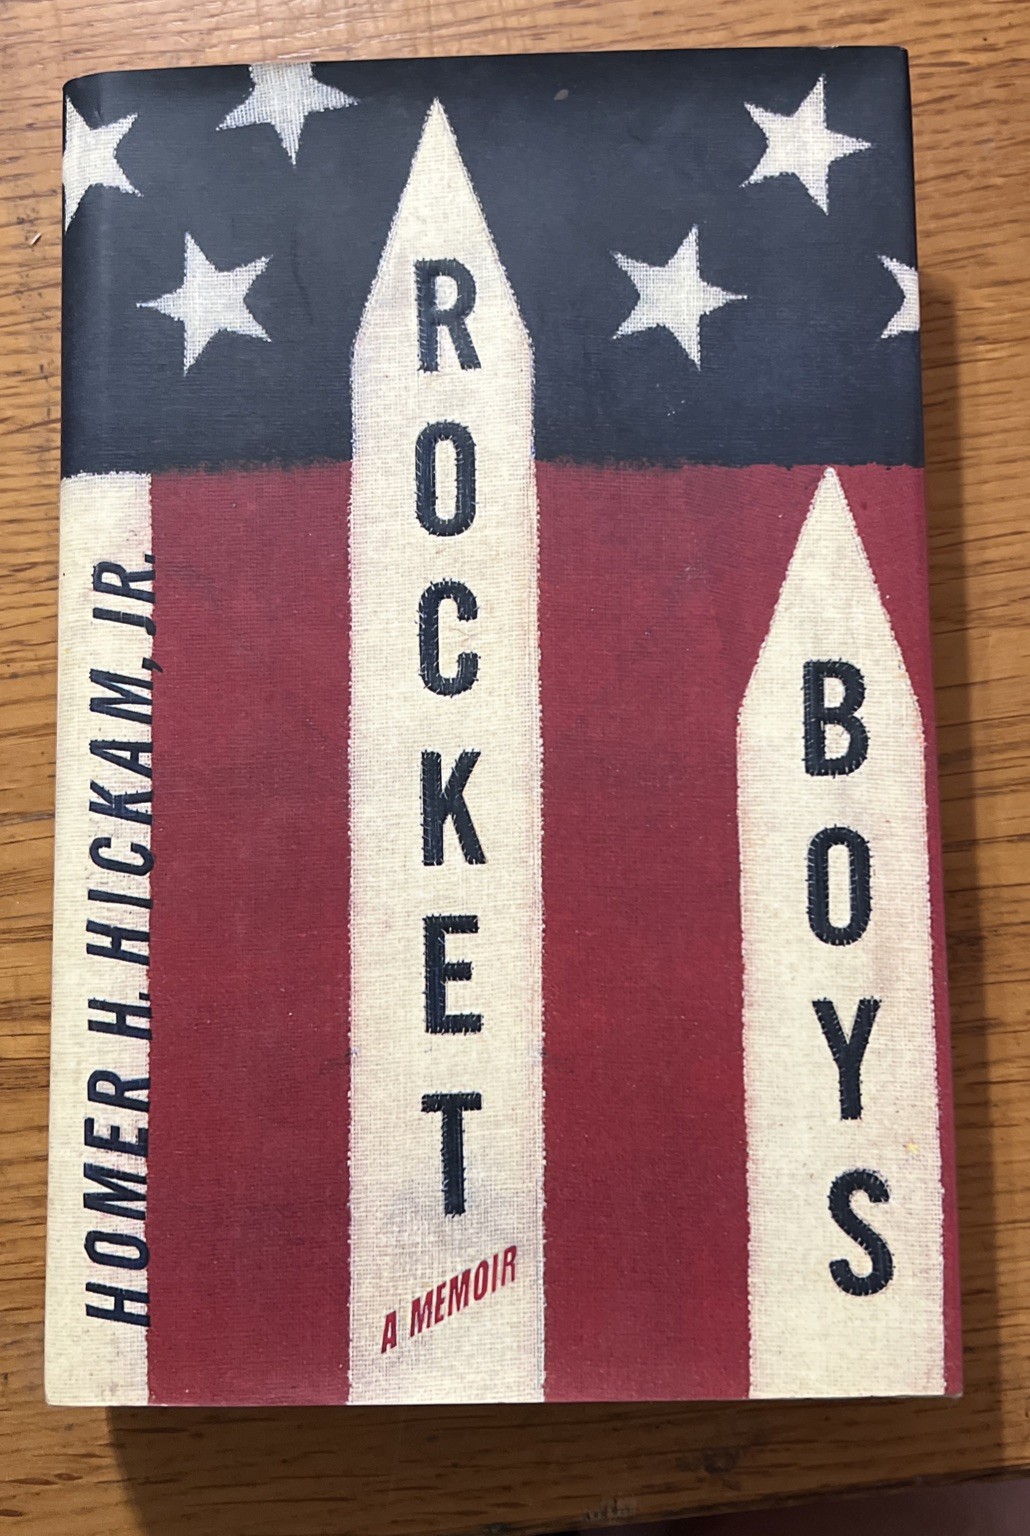 ROCKET
BOYS
A MEMOIR
HOMER H. HICKAM, JR.